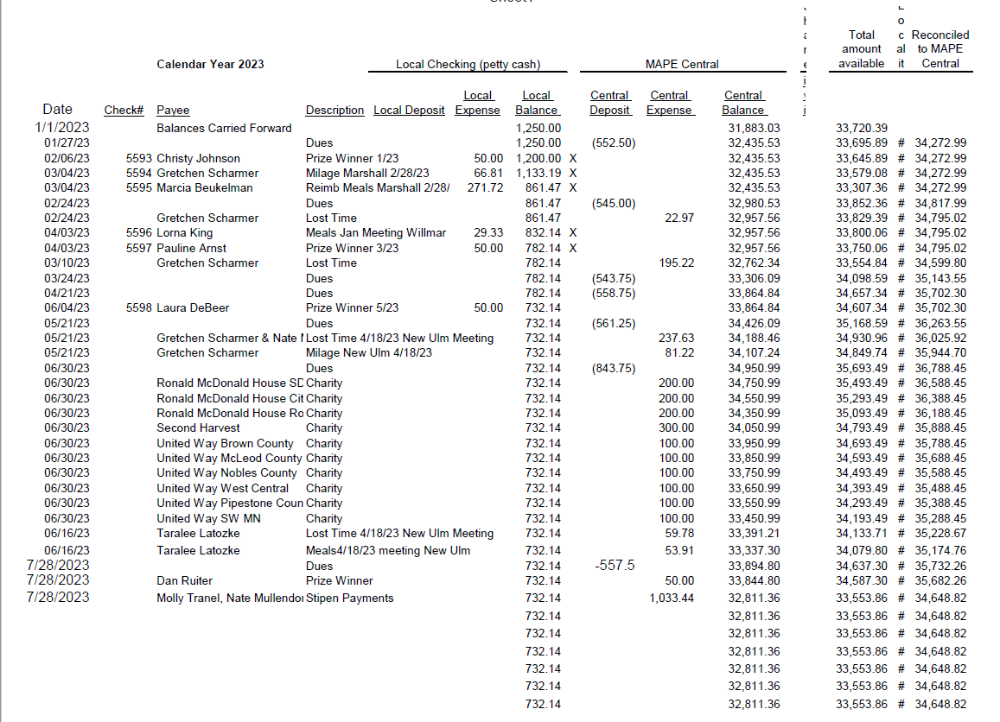 Total
amount
available
Reconciled
to MAPE
Central
Calendar Year 2023 Local Checking (petty cash) MAPE Central
Date Check# Payee Description Local Deposit Local Expense Local Balance Central Deposit Central Expense Central Balance
1/1/2023 Balances Carried Forward 1,250.00 31,883.03 33,720.39
01/27/23 Dues 1,250.00 (552.50) 32,435.53 33,695.89 # 34,272.99
02/06/23 5593 Christy Johnson Prize Winner 1/23 50.00 1,200.00 X 32,435.53 33,645.89 # 34,272.99
03/04/23 5594 Gretchen Scharmer Milage Marshall 2/28/23 66.81 1,133.19 X 32,435.53 33,579.08 # 34,272.99
03/04/23 5595 Marcia Beukelman Reimb Meals Marshall 2/28/ 271.72 861.47 X 32,435.53 33,307.36 # 34,272.99
02/24/23 Dues 861.47 (545.00) 32,980.53 33,852.36 # 34,817.99
02/24/23 Gretchen Scharmer Lost Time 861.47 22.97 32,957.56 33,829.39 # 34,795.02
04/03/23 5596 Lorna King Meals Jan Meeting Willmar 29.33 832.14 X 32,957.56 33,800.06 # 34,795.02
04/03/23 5597 Pauline Arnst Prize Winner 3/23 50.00 782.14 X 32,957.56 33,750.06 # 34,795.02
03/10/23 Gretchen Scharmer Lost Time 782.14 195.22 32,762.34 33,554.84 # 34,599.80
03/24/23 Dues 782.14 (543.75) 33,306.09 34,098.59 # 35,143.55
04/21/23 Dues 782.14 (558.75) 33,864.84 34,657.34 # 35,702.30
06/04/23 5598 Laura DeBeer Prize Winner 5/23 50.00 732.14 33,864.84 34,607.34 # 35,702.30
05/21/23 Dues 732.14 (561.25) 34,426.09 35,168.59 # 36,263.55
05/21/23 Gretchen Scharmer & Nate Lost Time 4/18/23 New Ulm Meeting 732.14 237.63 34,188.46 34,930.96 # 36,025.92
05/21/23 Gretchen Scharmer Milage New Ulm 4/18/23 732.14 81.22 34,107.24 34,849.74 # 35,944.70
06/30/23 Dues 732.14 (843.75) 34,950.99 35,693.49 # 36,788.45
06/30/23 Ronald McDonald House SD Charity 732.14 200.00 34,750.99 35,493.49 # 36,588.45
06/30/23 Ronald McDonald House Cit Charity 732.14 200.00 34,550.99 35,293.49 # 36,388.45
06/30/23 Ronald McDonald House Ro Charity 732.14 200.00 34,350.99 35,093.49 # 36,188.45
06/30/23 Second Harvest Charity 732.14 300.00 34,050.99 34,793.49 # 35,888.45
06/30/23 United Way Brown County Charity 732.14 100.00 33,950.99 34,693.49 # 35,788.45
06/30/23 United Way McLeod County Charity 732.14 100.00 33,850.99 34,593.49 # 35,688.45
06/30/23 United Way Nobles County Charity 732.14 100.00 33,750.99 34,493.49 # 35,588.45
06/30/23 United Way West Central Charity 732.14 100.00 33,650.99 34,393.49 # 35,488.45
06/30/23 United Way Pipestone Coun Charity 732.14 100.00 33,550.99 34,293.49 # 35,388.45
06/30/23 United Way SW MN Charity 732.14 100.00 33,450.99 34,193.49 # 35,288.45
06/16/23 Taralee Latozke Lost Time 4/18/23 New Ulm Meeting 732.14 59.78 33,391.21 34,133.71 # 35,228.67
06/16/23 Taralee Latozke Meals4/18/23 meeting New Ulm 732.14 53.91 33,337.30 34,079.80 # 35,174.76
7/28/2023 Dues 732.14 -557.5 33,894.80 34,637.30 # 35,732.26
7/28/2023 Dan Ruiter Prize Winner 732.14 50.00 33,844.80 34,587.30 # 35,682.26
7/28/2023 Molly Tranel, Nate Mullendor Stipen Payments 732.14 1,033.44 32,811.36 33,553.86 # 34,648.82
732.14 32,811.36 33,553.86 # 34,648.82
732.14 32,811.36 33,553.86 # 34,648.82
732.14 32,811.36 33,553.86 # 34,648.82
732.14 32,811.36 33,553.86 # 34,648.82
732.14 32,811.36 33,553.86 # 34,648.82
732.14 32,811.36 33,553.86 # 34,648.82